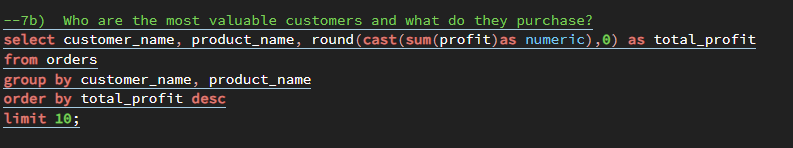 --7b)  Who are the most valuable customers and what do they purchase?
select customer_name, product_name, round(cast(sum(profit)as numeric),0) as total_profit
from orders
group by customer_name, product_name
order by total_profit desc
limit 10;